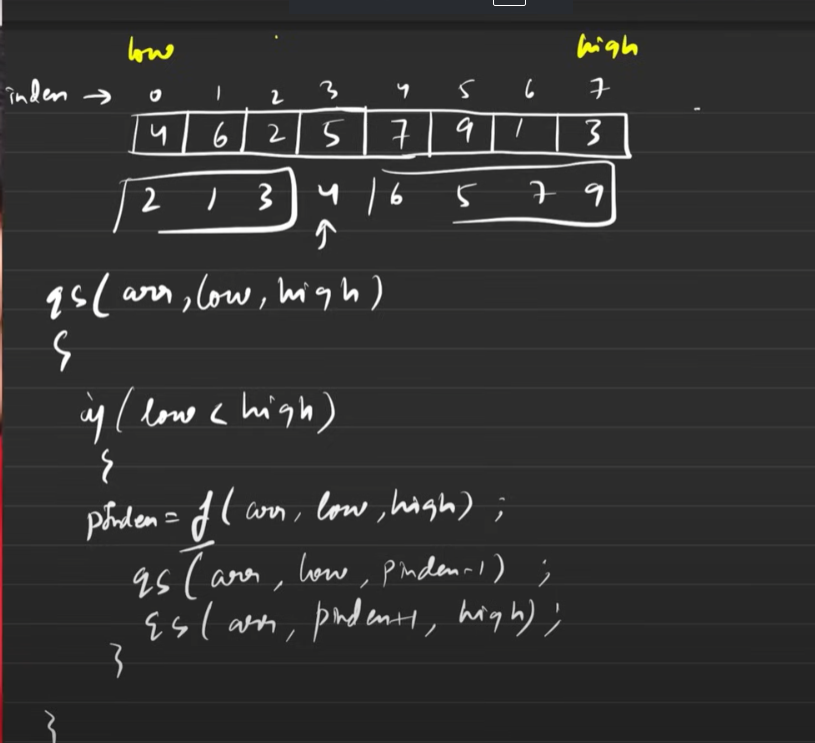 low high
index → 0 1 2 3 4 5 6 7
4 6 2 5 7 9 1 3
2 1 3 4 6 5 7 9
↑
qs(arr, low, high)
{
if(low < high)
{
pIndex = f(arr, low, high);
qs(arr, low, pIndex-1);
qs(arr, pIndex+1, high);
}
}